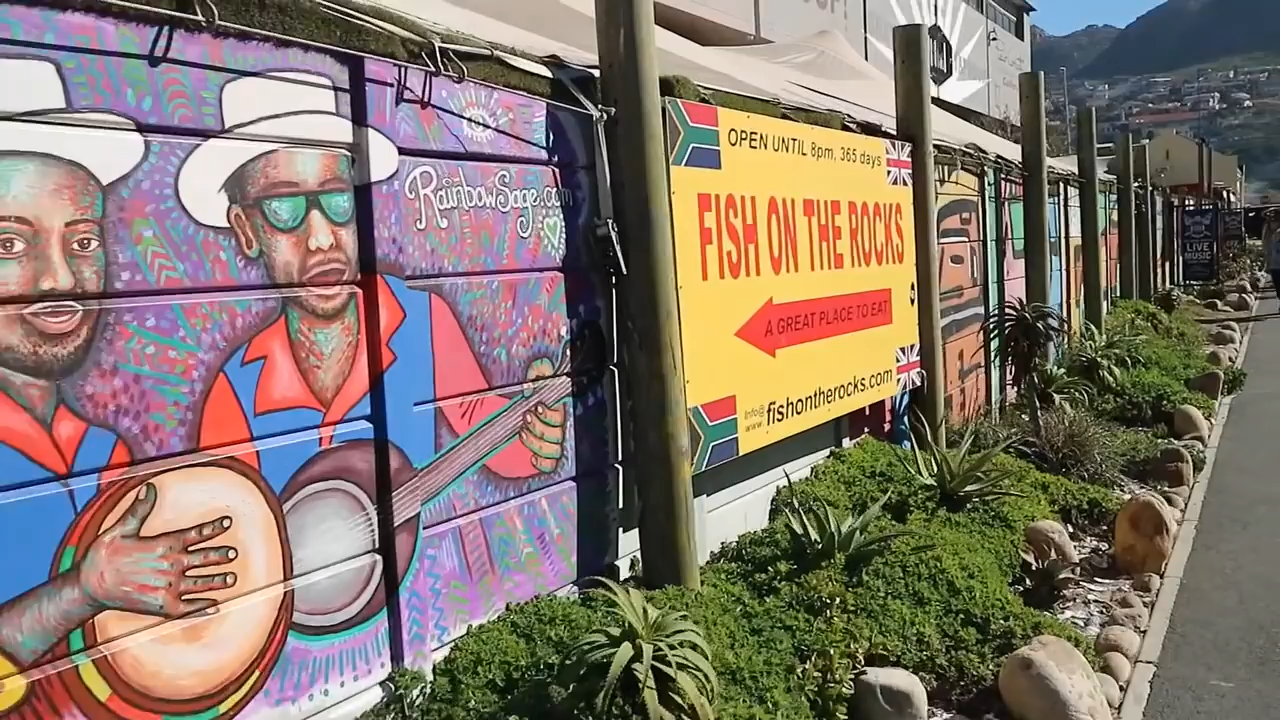 RainbowSage.com
OPEN UNTIL 8pm, 365 days
FISH ON THE ROCKS
A GREAT PLACE TO EAT
Info@
www.
fishontherocks.com
LIVE
MUSIC